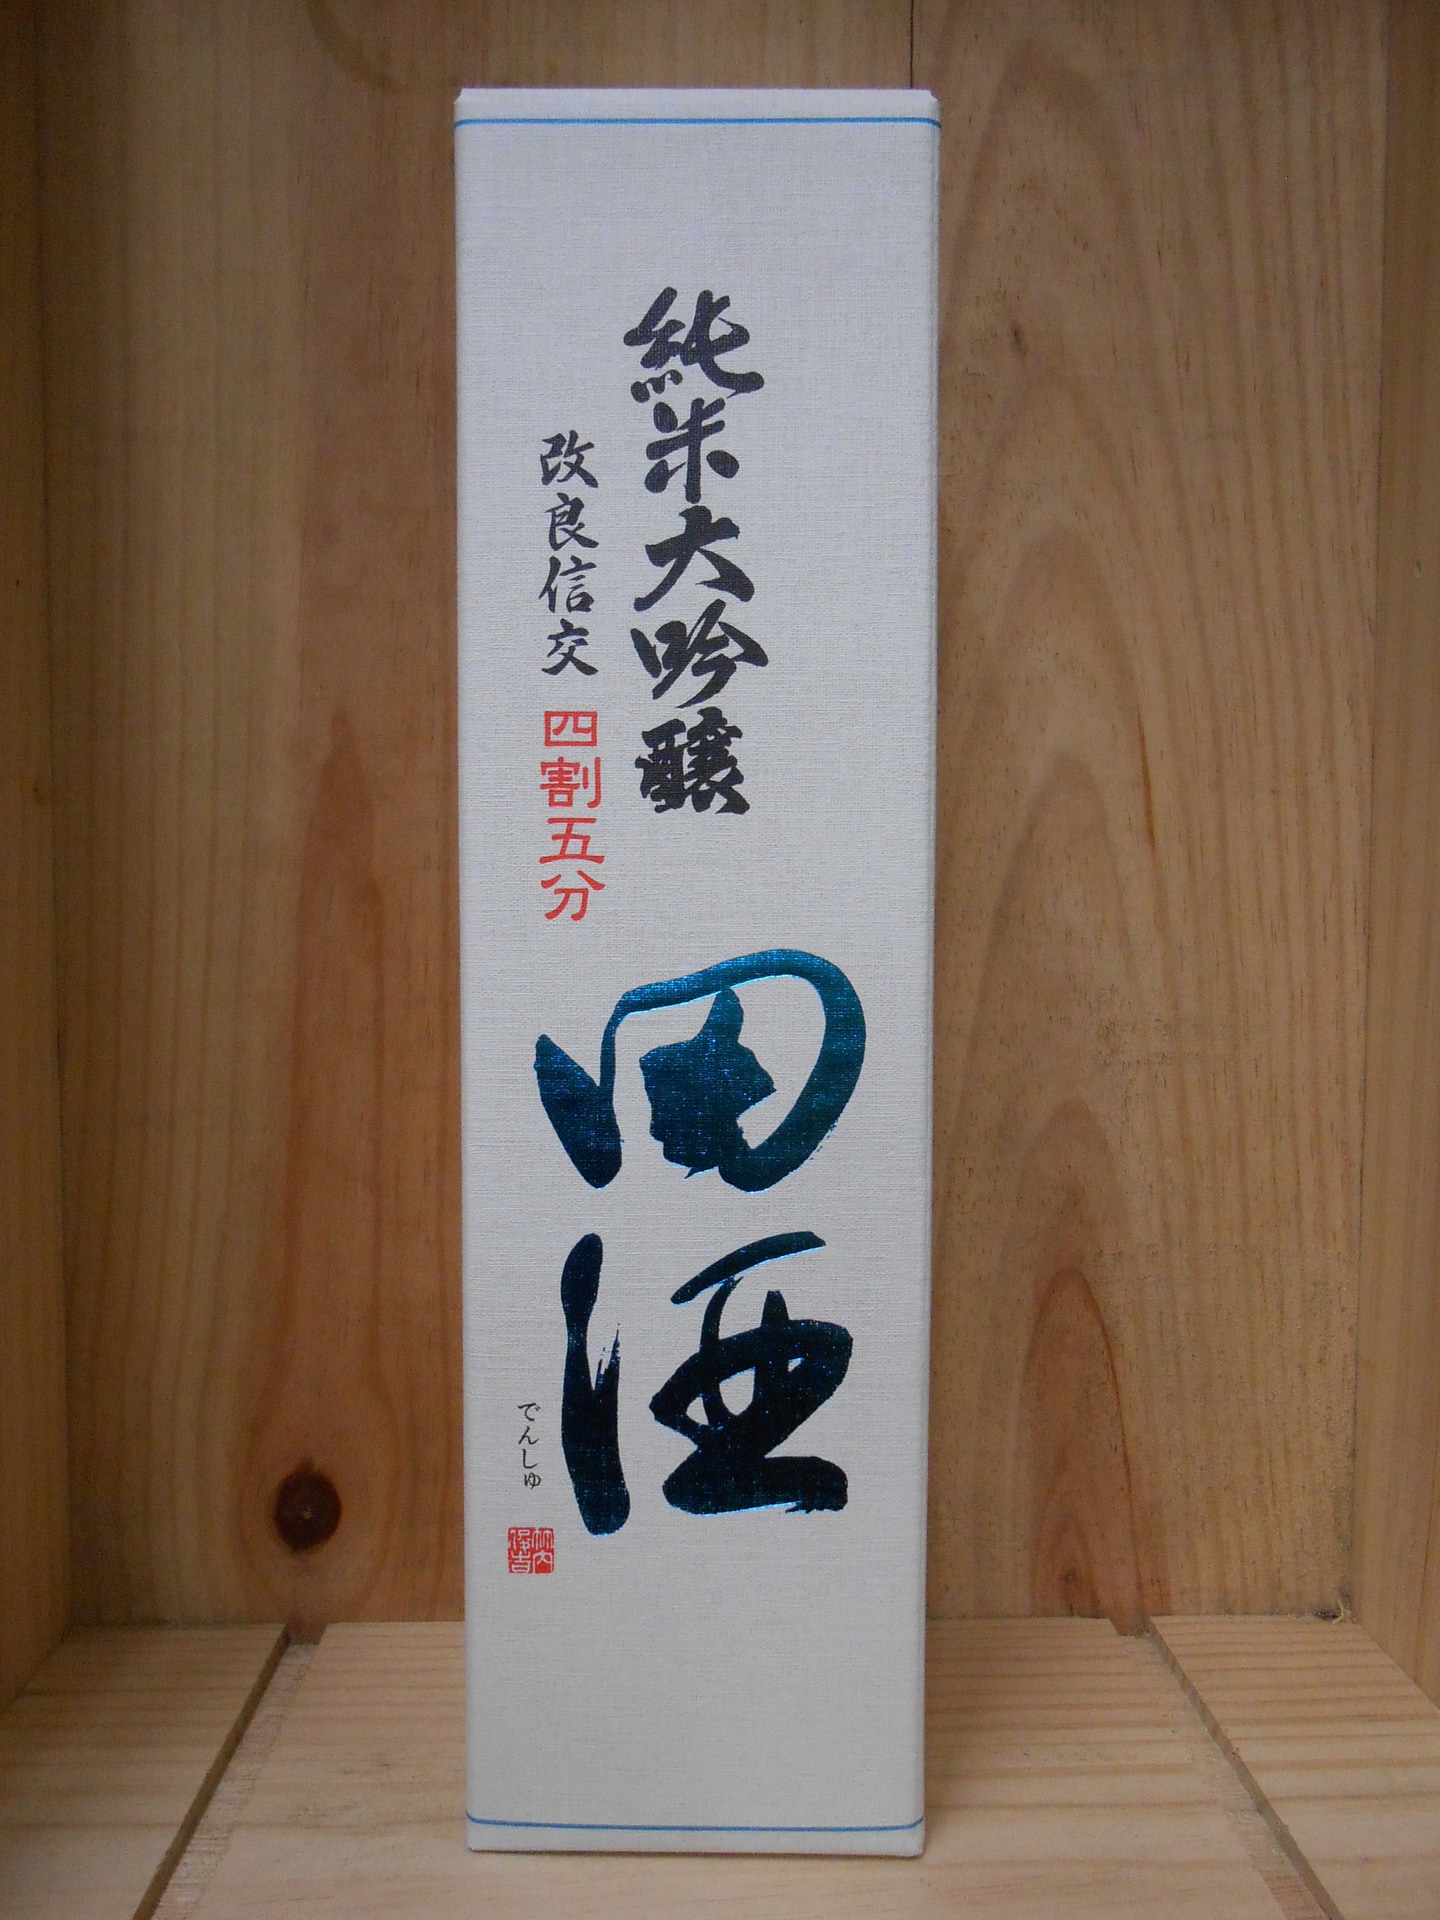 純米大吟醸
改良信交 四割五分
田酒
でんしゅ